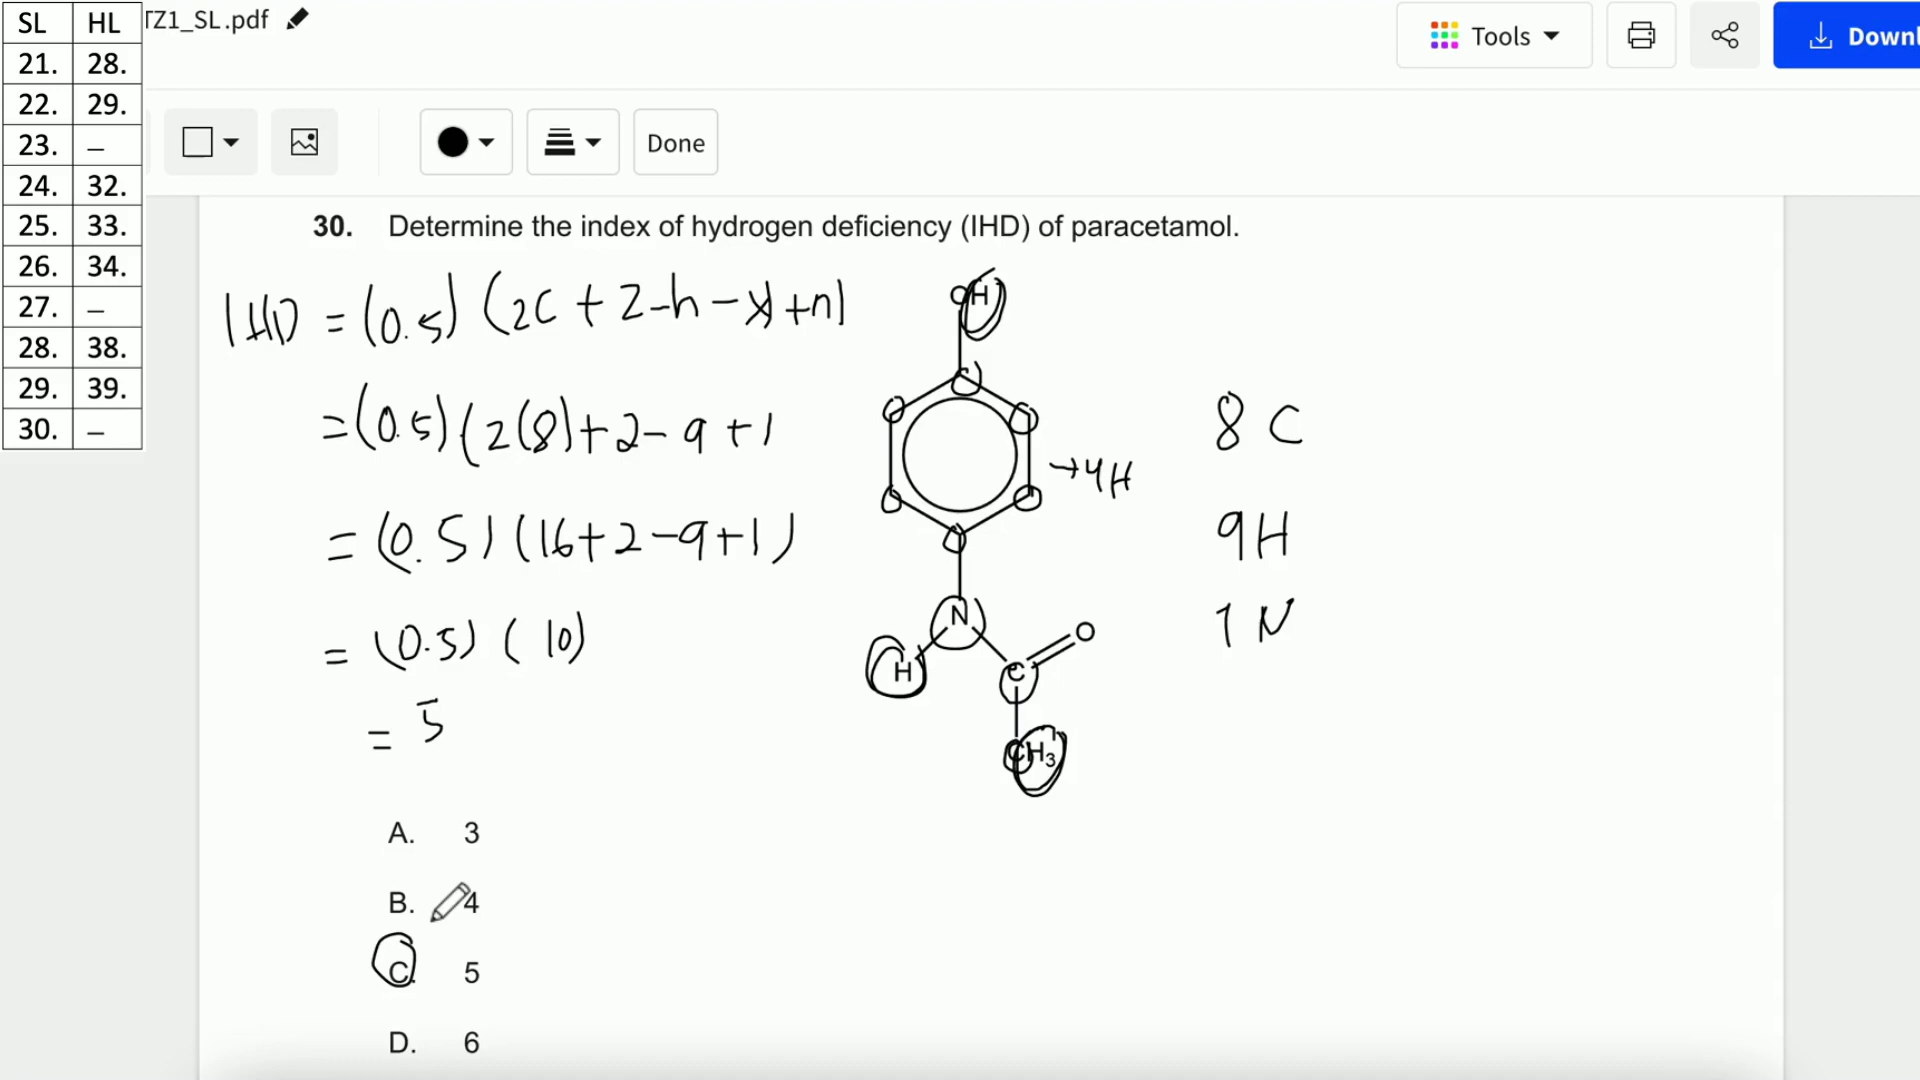 SL HL
21. 28.
22. 29.
23. –
24. 32.
25. 33.
26. 34.
27. –
28. 38.
29. 39.
30. –
TZ1_SL.pdf
Tools
Downl
Done
30. Determine the index of hydrogen deficiency (IHD) of paracetamol.
IHD = (0.5) (2c + 2-h-x+n)
= (0.5) (2(8)+2-9+1
= (0.5) (16+2-9+1)
= (0.5) (10)
= 5
OH
→4H
N
H
C
O
CH3
8 C
9H
1 N
A. 3
B. 4
C. 5
D. 6